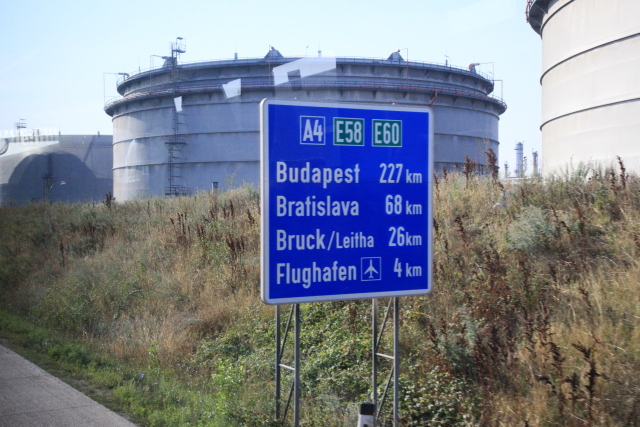 A4 E58 E60
Budapest 227 km
Bratislava 68 km
Bruck/Leitha 26 km
Flughafen 4 km